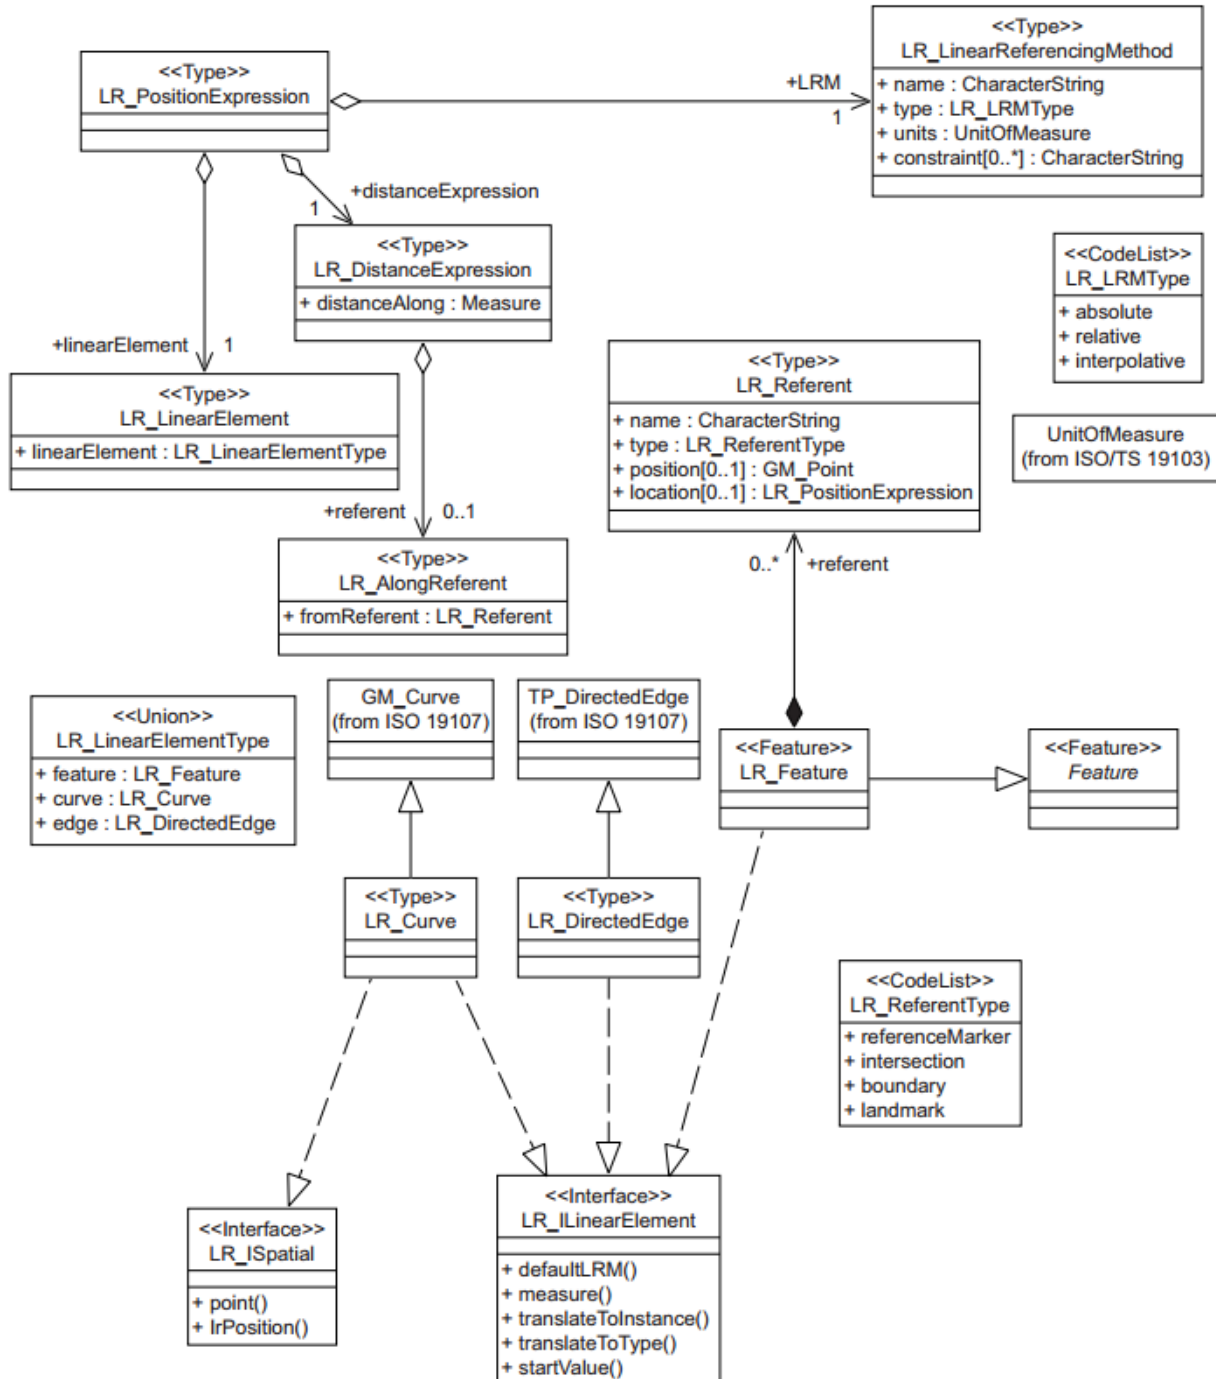 <<Type>>
LR_PositionExpression
+LRM
1
<<Type>>
LR_LinearReferencingMethod
+ name : CharacterString
+ type : LR_LRMType
+ units : UnitOfMeasure
+ constraint[0..*] : CharacterString
+distanceExpression
1
<<Type>>
LR_DistanceExpression
+ distanceAlong : Measure
<<CodeList>>
LR_LRMType
+ absolute
+ relative
+ interpolative
+linearElement
1
<<Type>>
LR_LinearElement
+ linearElement : LR_LinearElementType
<<Type>>
LR_Referent
+ name : CharacterString
+ type : LR_ReferentType
+ position[0..1] : GM_Point
+ location[0..1] : LR_PositionExpression
UnitOfMeasure
(from ISO/TS 19103)
+referent
0..1
<<Type>>
LR_AlongReferent
+ fromReferent : LR_Referent
0..*
+referent
<<Union>>
LR_LinearElementType
+ feature : LR_Feature
+ curve : LR_Curve
+ edge : LR_DirectedEdge
GM_Curve
(from ISO 19107)
TP_DirectedEdge
(from ISO 19107)
<<Feature>>
LR_Feature
<<Feature>>
Feature
<<Type>>
LR_Curve
<<Type>>
LR_DirectedEdge
<<CodeList>>
LR_ReferentType
+ referenceMarker
+ intersection
+ boundary
+ landmark
<<Interface>>
LR_ISpatial
+ point()
+ lrPosition()
<<Interface>>
LR_ILinearElement
+ defaultLRM()
+ measure()
+ translateToInstance()
+ translateToType()
+ startValue()